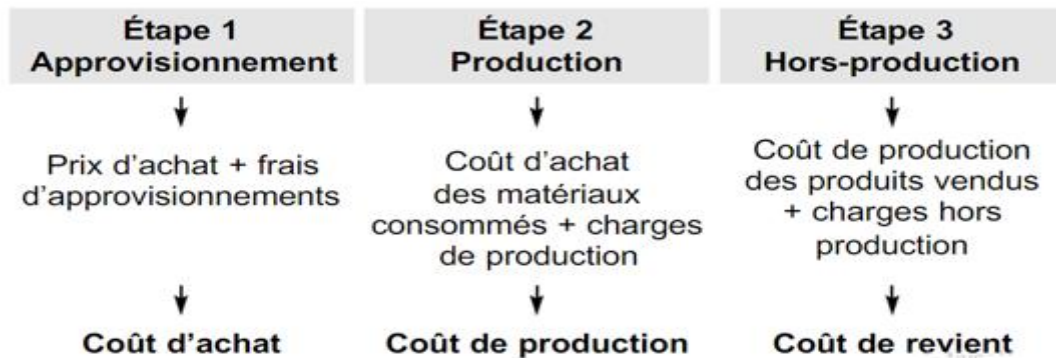 Étape 1
Approvisionnement
Prix d'achat + frais
d'approvisionnements
Coût d'achat
Étape 2
Production
Coût d'achat
des matériaux
consommés + charges
de production
Coût de production
Étape 3
Hors-production
Coût de production
des produits vendus
+ charges hors
production
Coût de revient